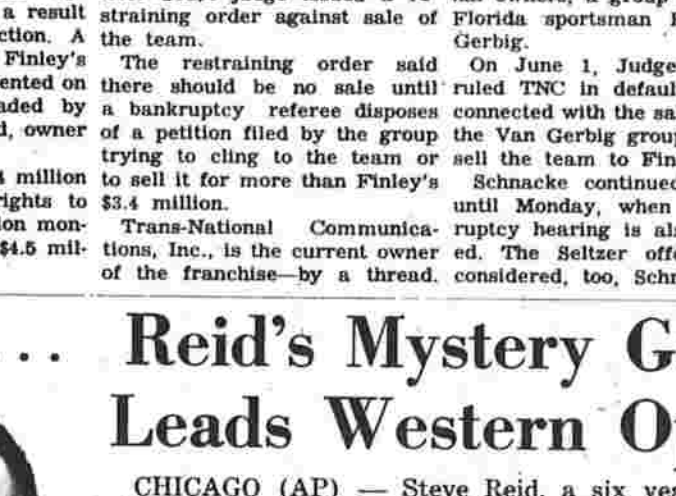 a result
ction. A
Finley's
ented on
aded by
d, owner
million
ights to
ion mon-
$4.5 mil-
straining order against sale of
the team.
The restraining order said
there should be no sale until
a bankruptcy referee disposes
of a petition filed by the group
trying to cling to the team or
to sell it for more than Finley's
$3.4 million.
Trans-National Communica-
tions, Inc., is the current owner
of the franchise—by a thread.
Florida sportsman
Gerbig.
On June 1, Judge
ruled TNC in defaul
connected with the sa
the Van Gerbig group
sell the team to Fin
Schnacke continued
until Monday, when
ruptcy hearing is als
ed. The Seltzer off
considered, too, Schn
...
Reid's Mystery G
Leads Western O
CHICAGO (AP) — Steve Reid, a six ye